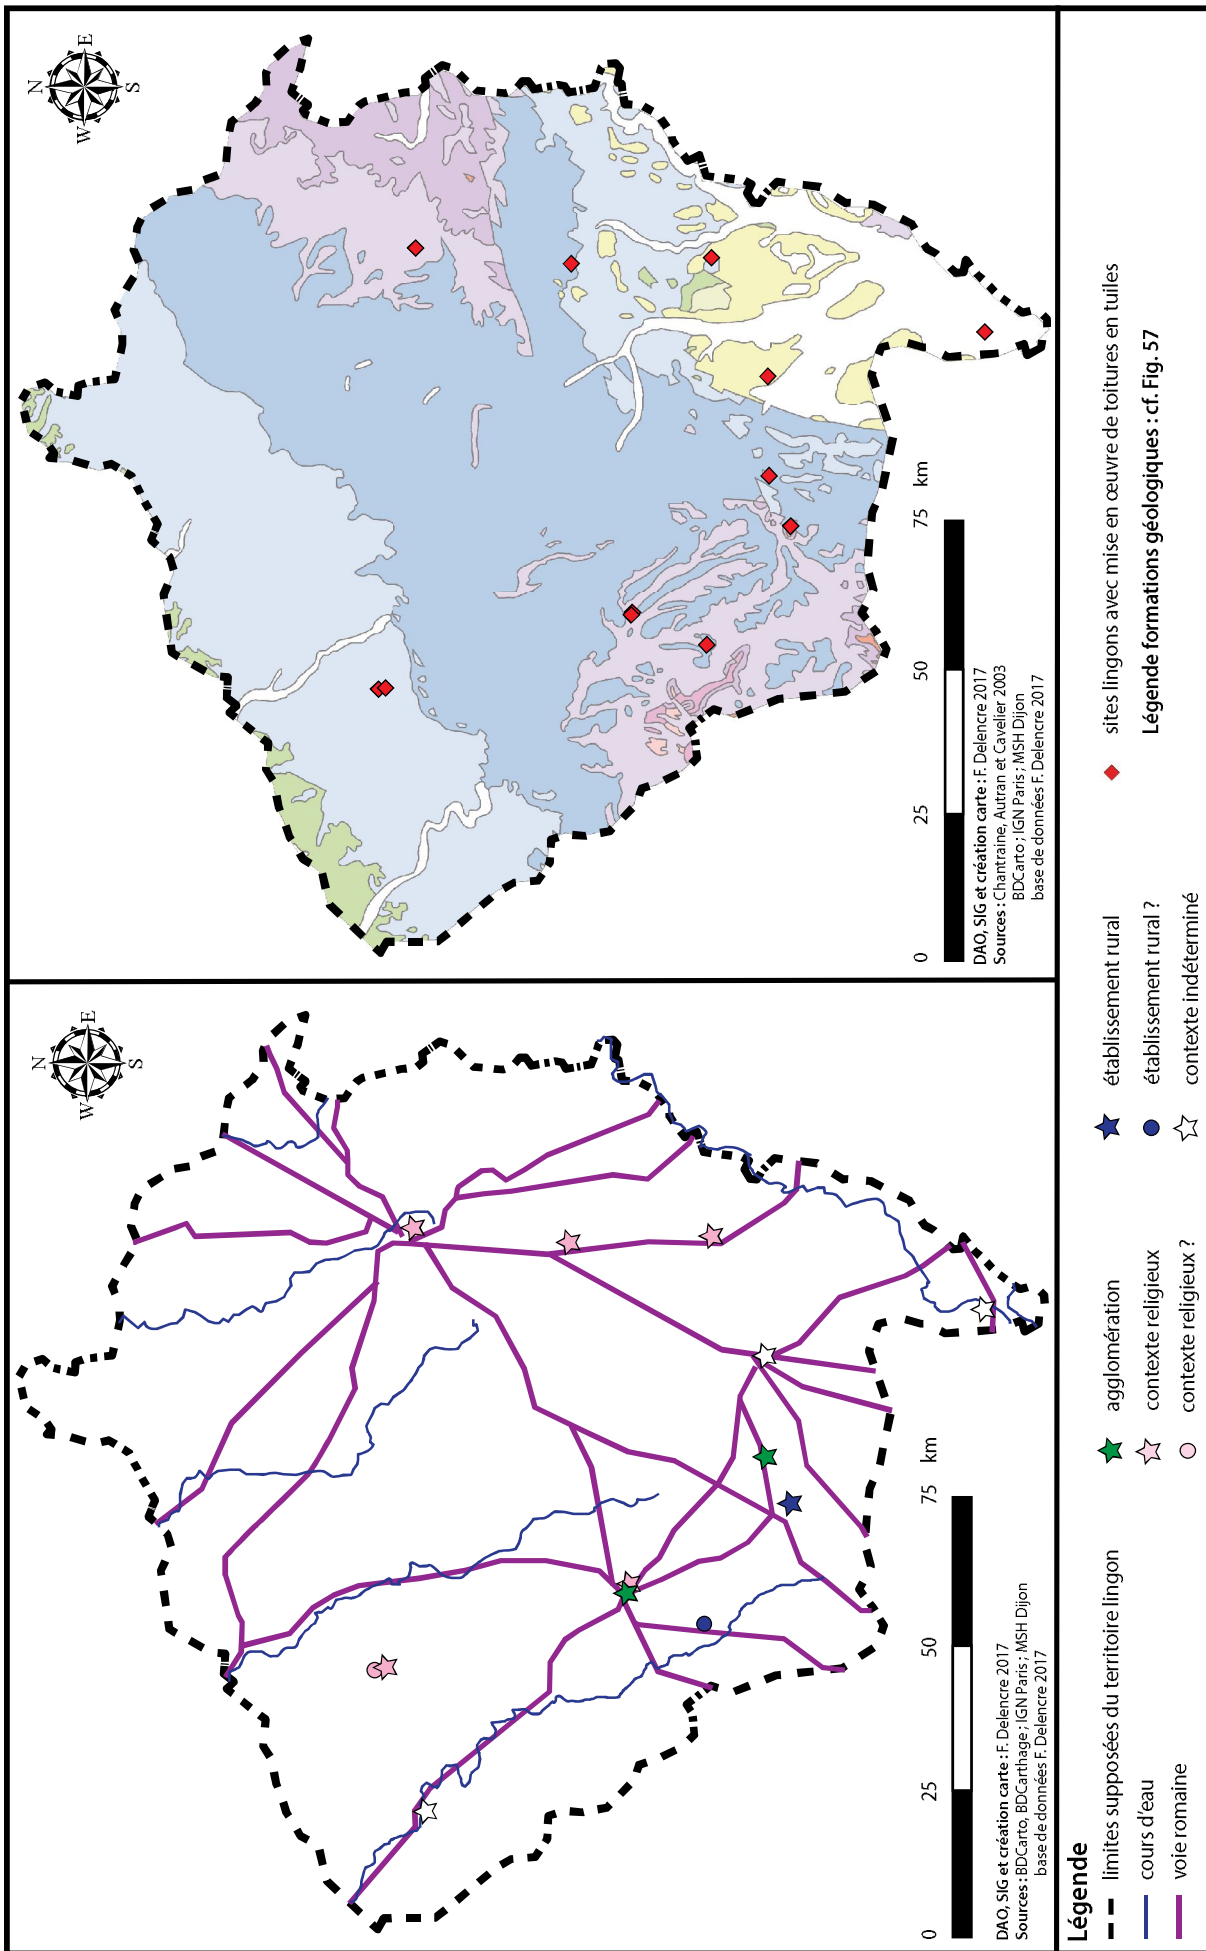 N
E
S
W
0
25
50
75
km
DAO, SIG et création carte : F. Delencre 2017
Sources : BDCarto, BDCarthage ; IGN Paris ; MSH Dijon
base de données F. Delencre 2017
N
E
S
W
0
25
50
75
km
DAO, SIG et création carte : F. Delencre 2017
Sources : Chantraine, Autran et Cavelier 2003
BDCarto ; IGN Paris ; MSH Dijon
base de données F. Delencre 2017
Légende
limites supposées du territoire lingon
cours d'eau
voie romaine
agglomération
contexte religieux
contexte religieux ?
établissement rural
établissement rural ?
contexte indéterminé
sites lingons avec mise en œuvre de toitures en tuiles
Légende formations géologiques : cf. Fig. 57